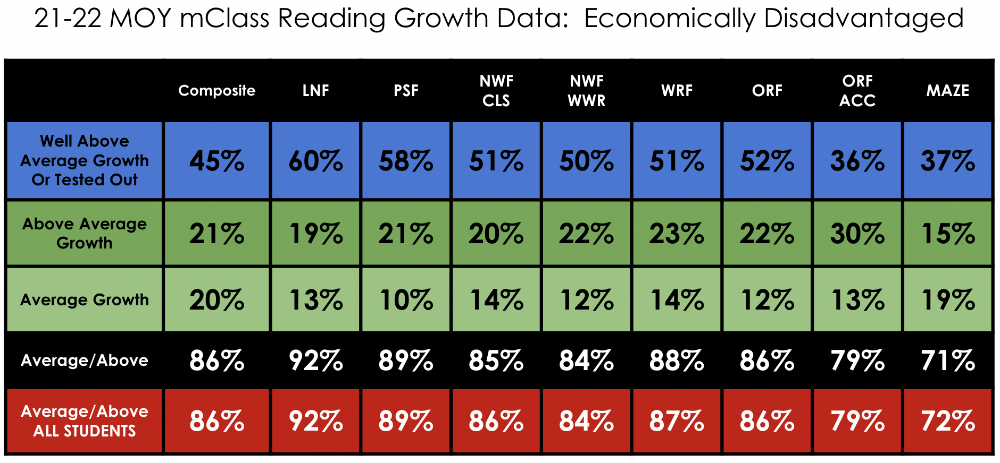 21-22 MOY mClass Reading Growth Data: Economically Disadvantaged
Composite LNF PSF NWF CLS NWF WWR WRF ORF ORF ACC MAZE
Well Above Average Growth Or Tested Out 45% 60% 58% 51% 50% 51% 52% 36% 37%
Above Average Growth 21% 19% 21% 20% 22% 23% 22% 30% 15%
Average Growth 20% 13% 10% 14% 12% 14% 12% 13% 19%
Average/Above 86% 92% 89% 85% 84% 88% 86% 79% 71%
Average/Above ALL STUDENTS 86% 92% 89% 86% 84% 87% 86% 79% 72%